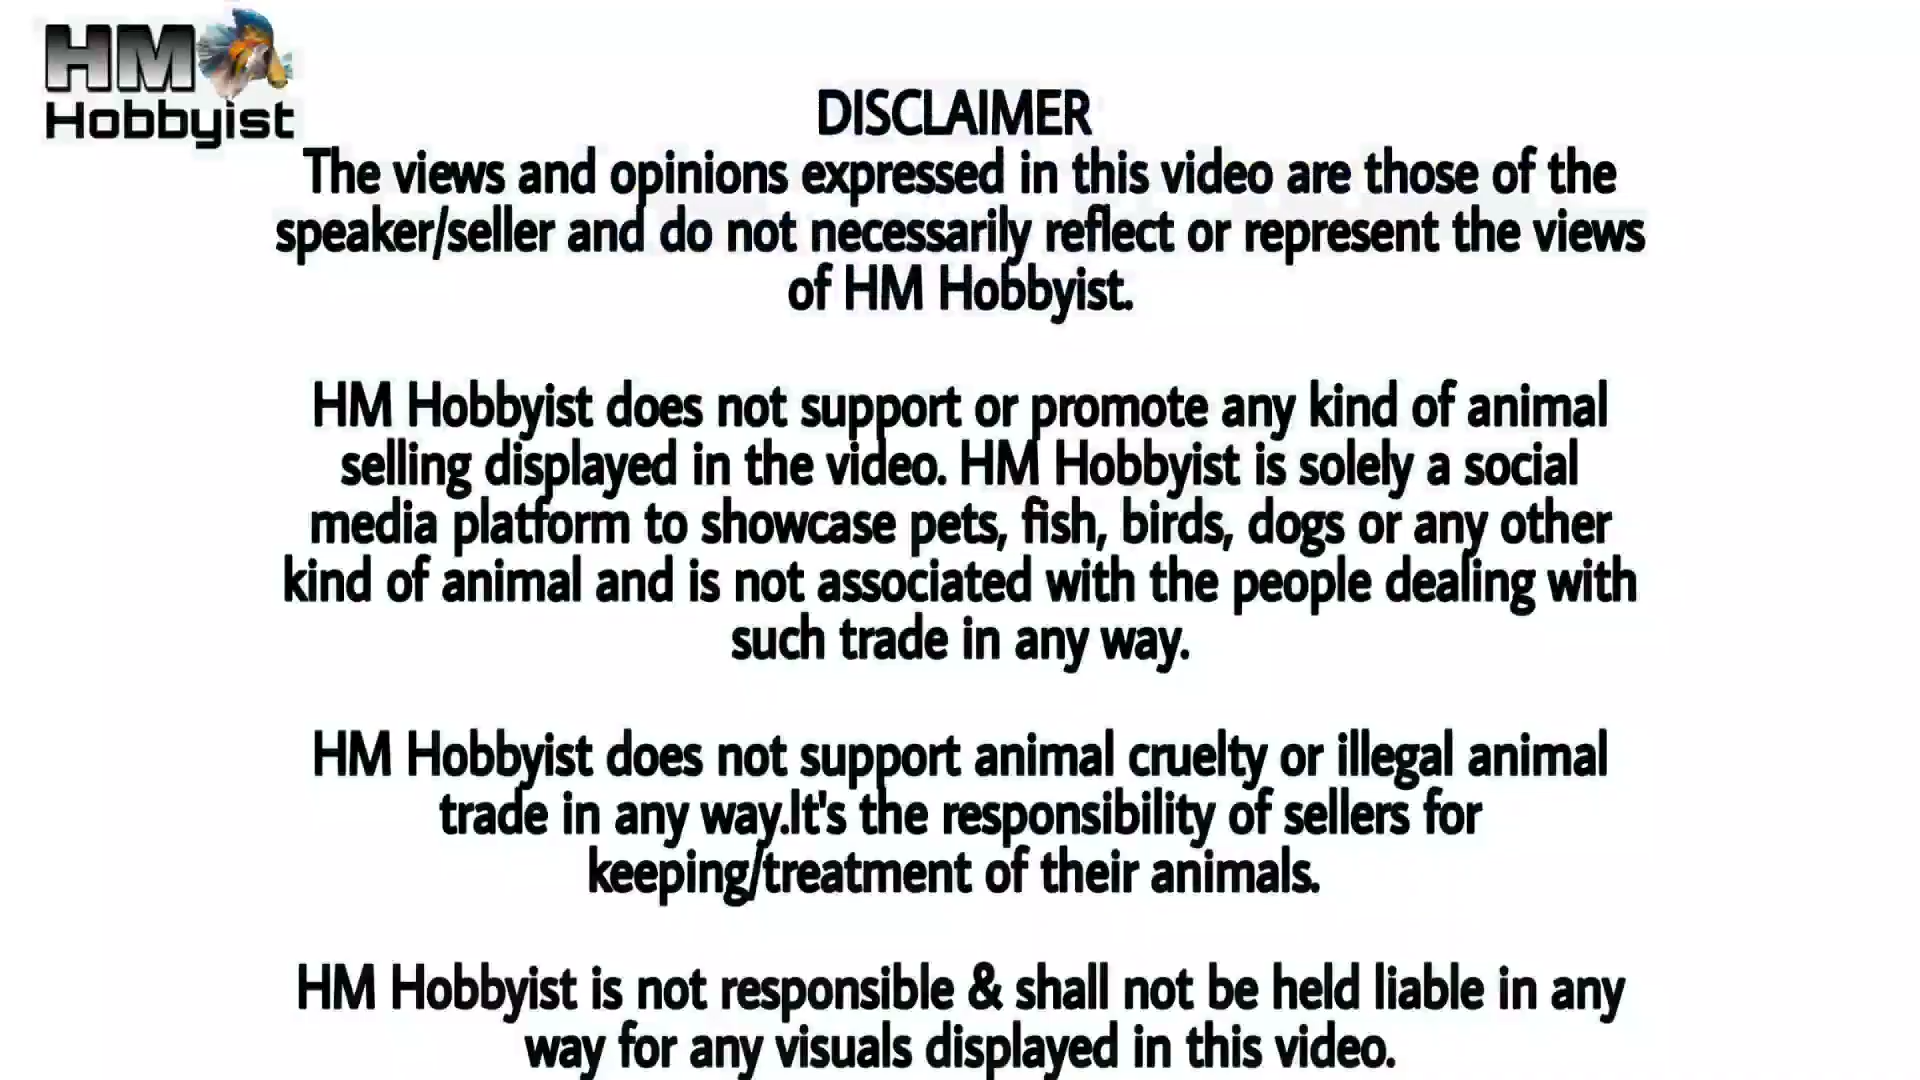 HM
Hobbyist
DISCLAIMER
The views and opinions expressed in this video are those of the
speaker/seller and do not necessarily reflect or represent the views
of HM Hobbyist.
HM Hobbyist does not support or promote any kind of animal
selling displayed in the video. HM Hobbyist is solely a social
media platform to showcase pets, fish, birds, dogs or any other
kind of animal and is not associated with the people dealing with
such trade in any way.
HM Hobbyist does not support animal cruelty or illegal animal
trade in any way.It's the responsibility of sellers for
keeping/treatment of their animals.
HM Hobbyist is not responsible & shall not be held liable in any
way for any visuals displayed in this video.